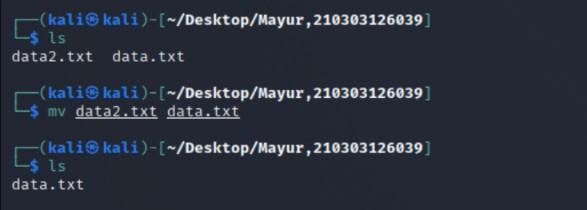 ┌──(kali㉿kali)-[~/Desktop/Mayur,210303126039]
└─$ ls
data2.txt  data.txt
┌──(kali㉿kali)-[~/Desktop/Mayur,210303126039]
└─$ mv data2.txt data.txt
┌──(kali㉿kali)-[~/Desktop/Mayur,210303126039]
└─$ ls
data.txt